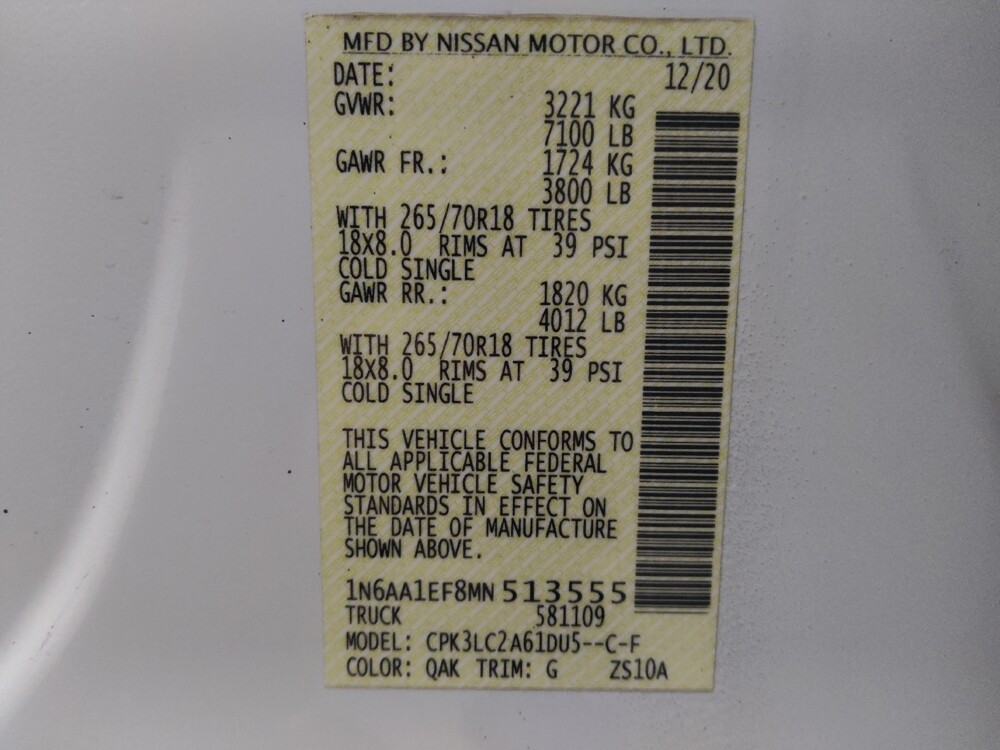 MFD BY NISSAN MOTOR CO., LTD.
DATE: 12/20
GVWR: 3221 KG
7100 LB
GAWR FR.: 1724 KG
3800 LB
WITH 265/70R18 TIRES
18X8.0 RIMS AT 39 PSI
COLD SINGLE
GAWR RR.: 1820 KG
4012 LB
WITH 265/70R18 TIRES
18X8.0 RIMS AT 39 PSI
COLD SINGLE
THIS VEHICLE CONFORMS TO
ALL APPLICABLE FEDERAL
MOTOR VEHICLE SAFETY
STANDARDS IN EFFECT ON
THE DATE OF MANUFACTURE
SHOWN ABOVE.
1N6AA1EF8MN513555
TRUCK 581109
MODEL: CPK3LC2A61DU5--C-F
COLOR: QAK TRIM: G ZS10A